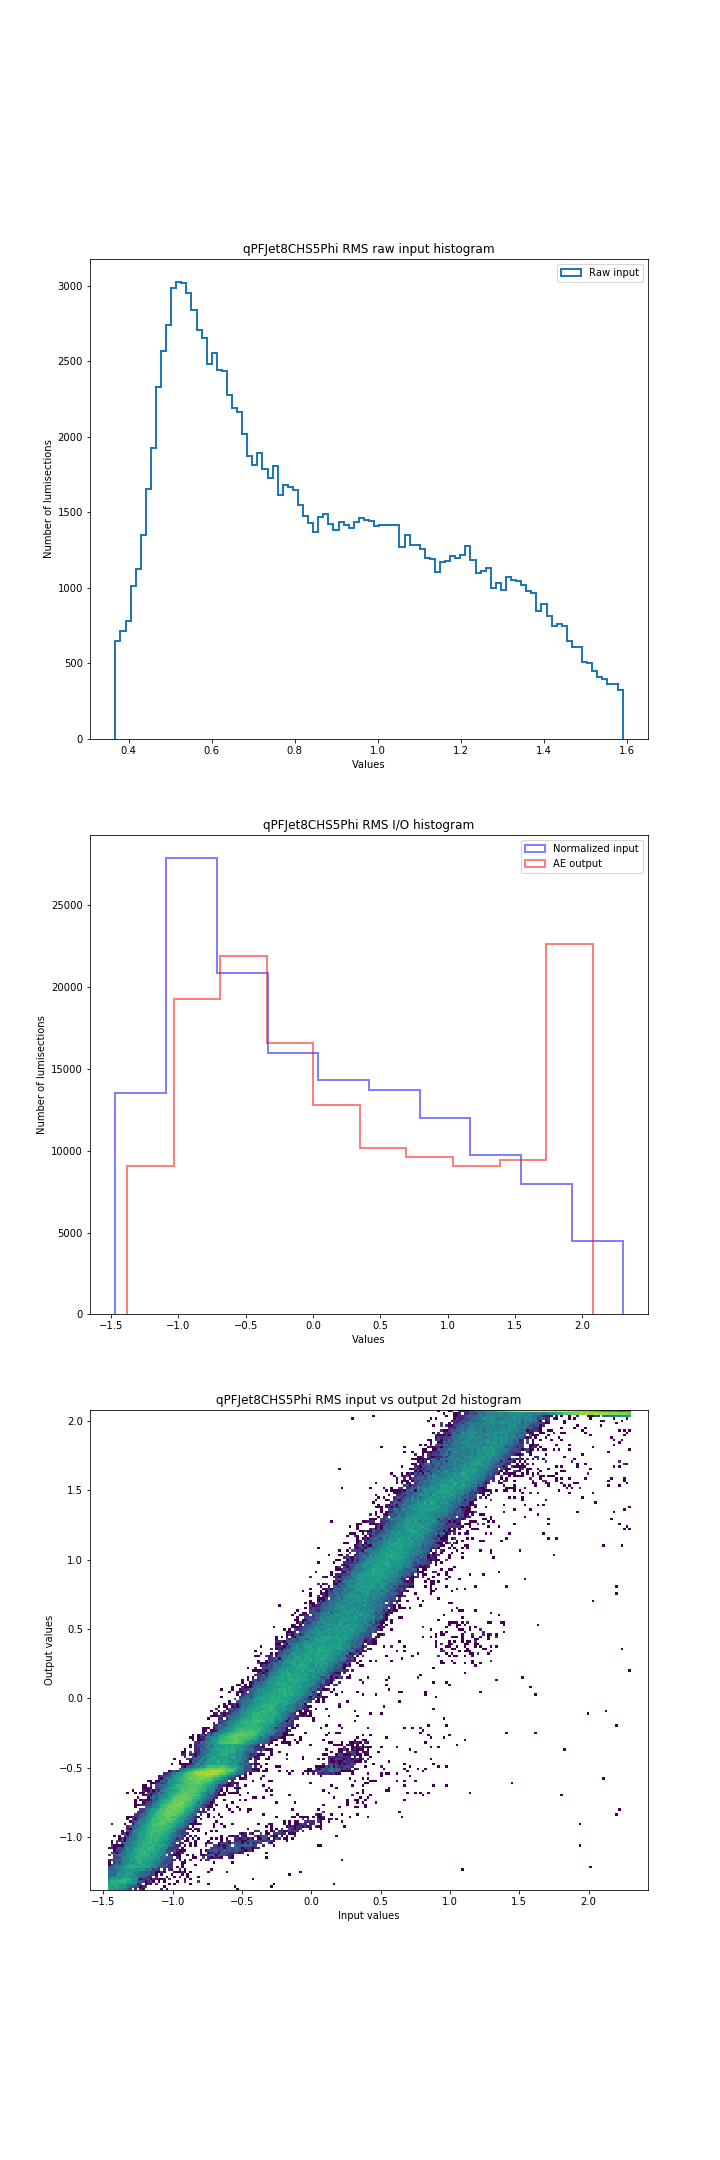 qPFJet8CHS5Phi RMS raw input histogram
Raw input
3000
2500
2000
1500
1000
500
0
Number of lumisections
0.4 0.6 0.8 1.0 1.2 1.4 1.6
Values
qPFJet8CHS5Phi RMS I/O histogram
Normalized input
AE output
25000
20000
15000
10000
5000
0
Number of lumisections
−1.5 −1.0 −0.5 0.0 0.5 1.0 1.5 2.0
Values
qPFJet8CHS5Phi RMS input vs output 2d histogram
2.0
1.5
1.0
0.5
0.0
−0.5
−1.0
Output values
−1.5 −1.0 −0.5 0.0 0.5 1.0 1.5 2.0
Input values